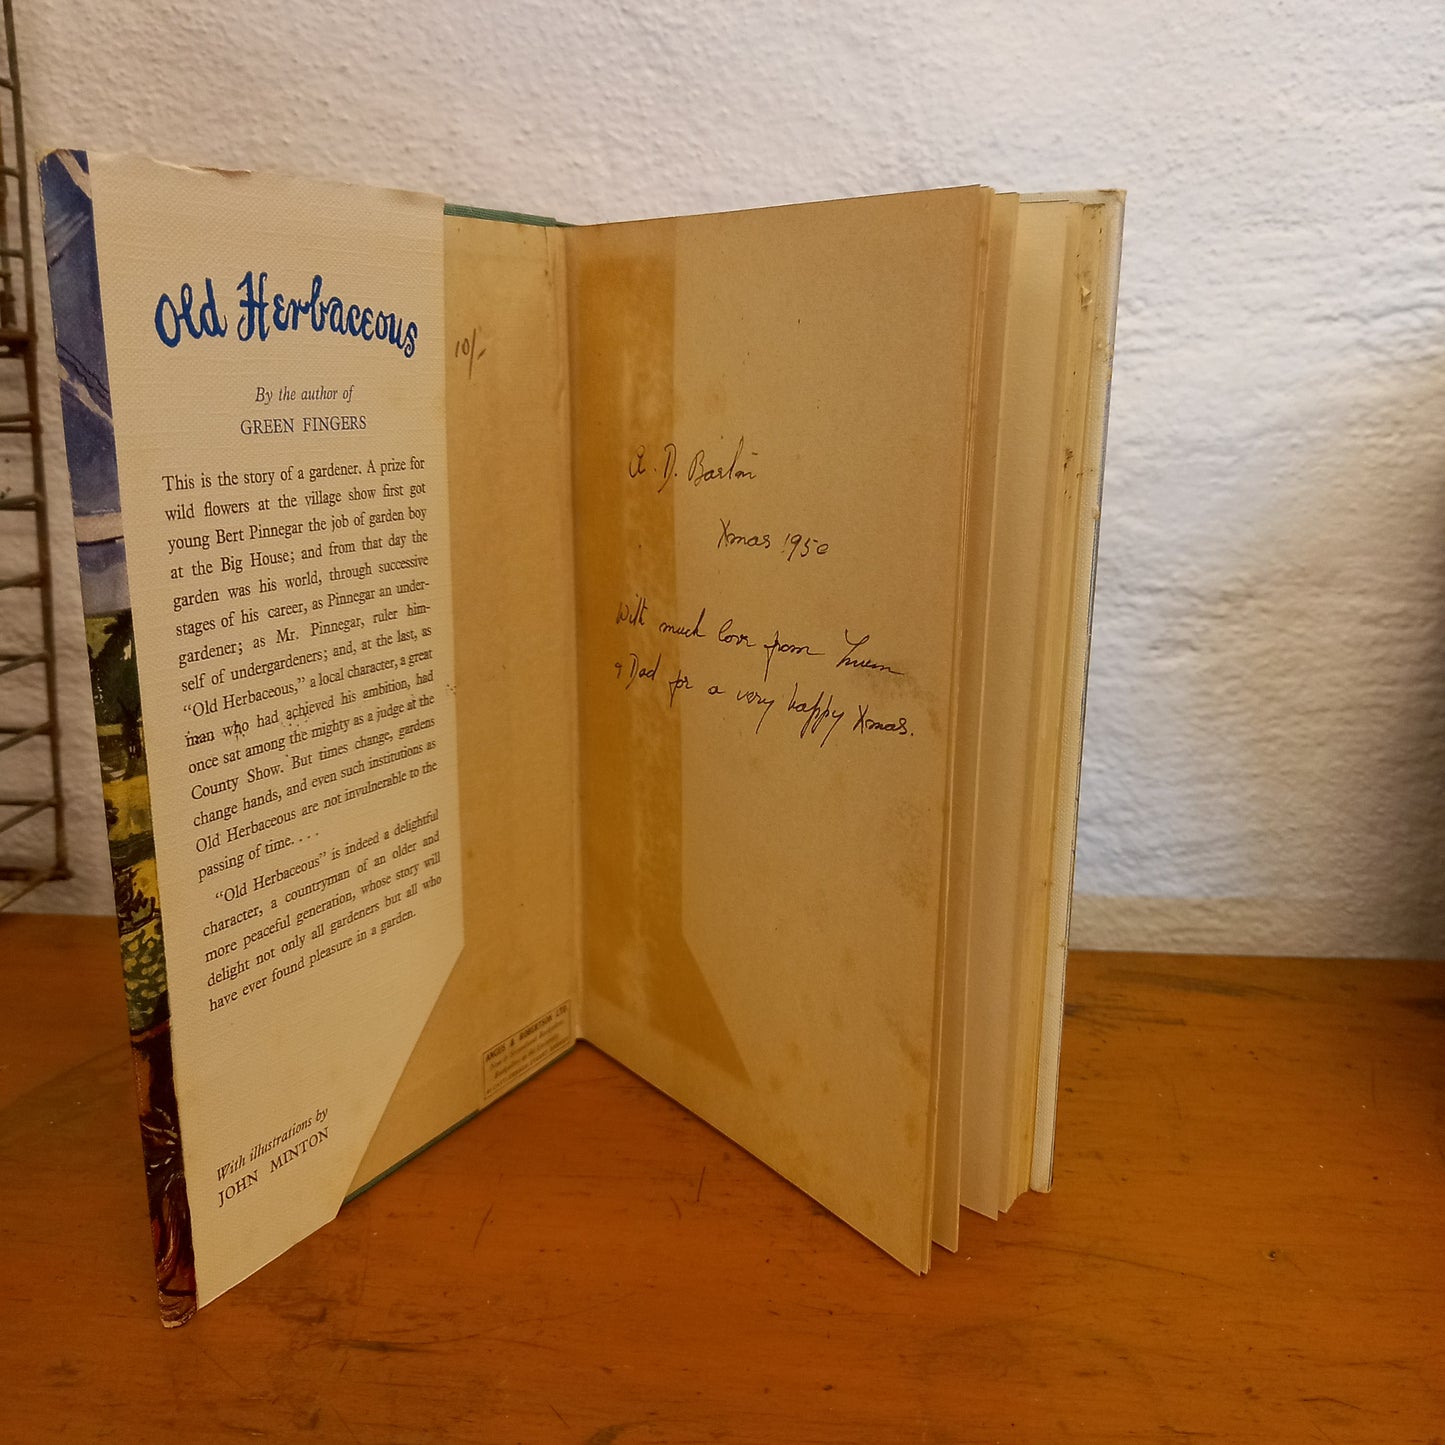 Old Herbaceous
By the author of
GREEN FINGERS
This is the story of a gardener. A prize for
wild flowers at the village show first got
young Bert Pinnegar the job of garden boy
at the Big House; and from that day the
garden was his world, through successive
stages of his career, as Pinnegar an under-
gardener; as Mr. Pinnegar, ruler him-
self of undergardeners; and, at the last, as
“Old Herbaceous,” a local character, a great
man who had achieved his ambition, had
once sat among the mighty as a judge at the
County Show. But times change, gardens
change hands, and even such institutions as
Old Herbaceous are not invulnerable to the
passing of time. . . .
“Old Herbaceous” is indeed a delightful
character, a countryman of an older and
more peaceful generation, whose story will
delight not only all gardeners but all who
have ever found pleasure in a garden.
With illustrations by
JOHN MINTON
10/-
ANGUS & ROBERTSON LTD
A. D.
Xmas 1950
With much love from
& Dad for a very happy Xmas.